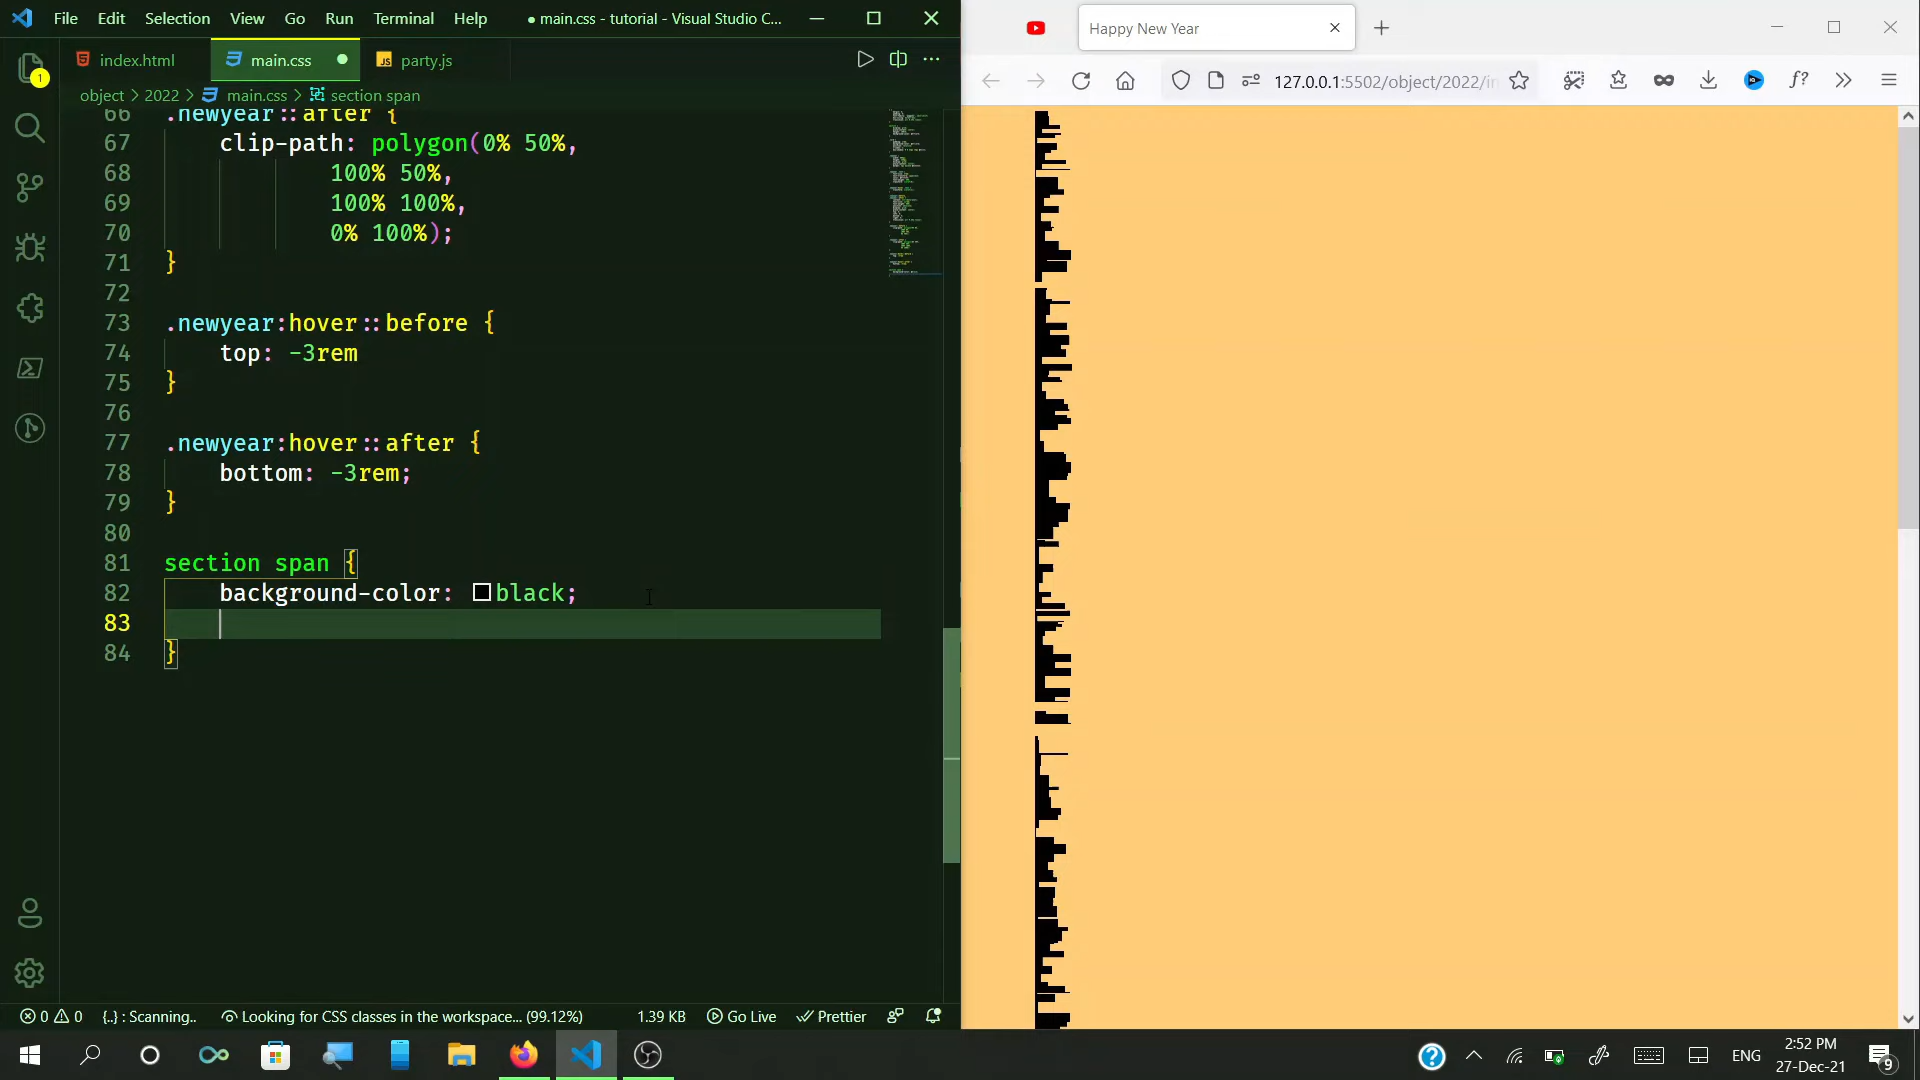 File Edit Selection View Go Run Terminal Help ● main.css - tutorial - Visual Studio C...
index.html main.css party.js
object > 2022 > main.css > section span
66 .newyear::after {
67 clip-path: polygon(0% 50%,
68 100% 50%,
69 100% 100%,
70 0% 100%);
71 }
72
73 .newyear:hover::before {
74 top: -3rem
75 }
76
77 .newyear:hover::after {
78 bottom: -3rem;
79 }
80
81 section span {
82 background-color: black;
83
84 }
1
0 0 {..} : Scanning.. Looking for CSS classes in the workspace... (99.12%) 1.39 KB Go Live Prettier
Happy New Year
127.0.0.1:5502/object/2022/in
ENG
2:52 PM
27-Dec-21
9